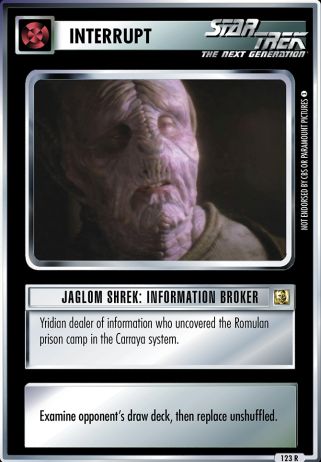 INTERRUPT
STAR TREK
THE NEXT GENERATION
NOT ENDORSED BY CBS OR PARAMOUNT PICTURES
JAGLOM SHREK: INFORMATION BROKER
Yridian dealer of information who uncovered the Romulan
prison camp in the Carraya system.
Examine opponent's draw deck, then replace unshuffled.
123 R